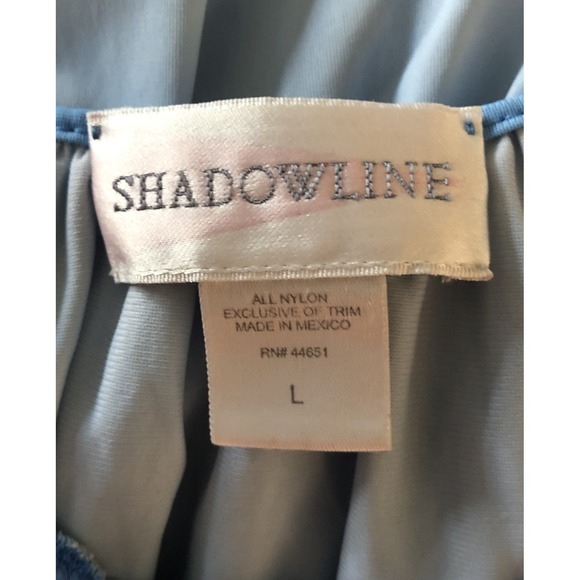 SHADOWLINE
ALL NYLON
EXCLUSIVE OF TRIM
MADE IN MEXICO
RN# 44651
L